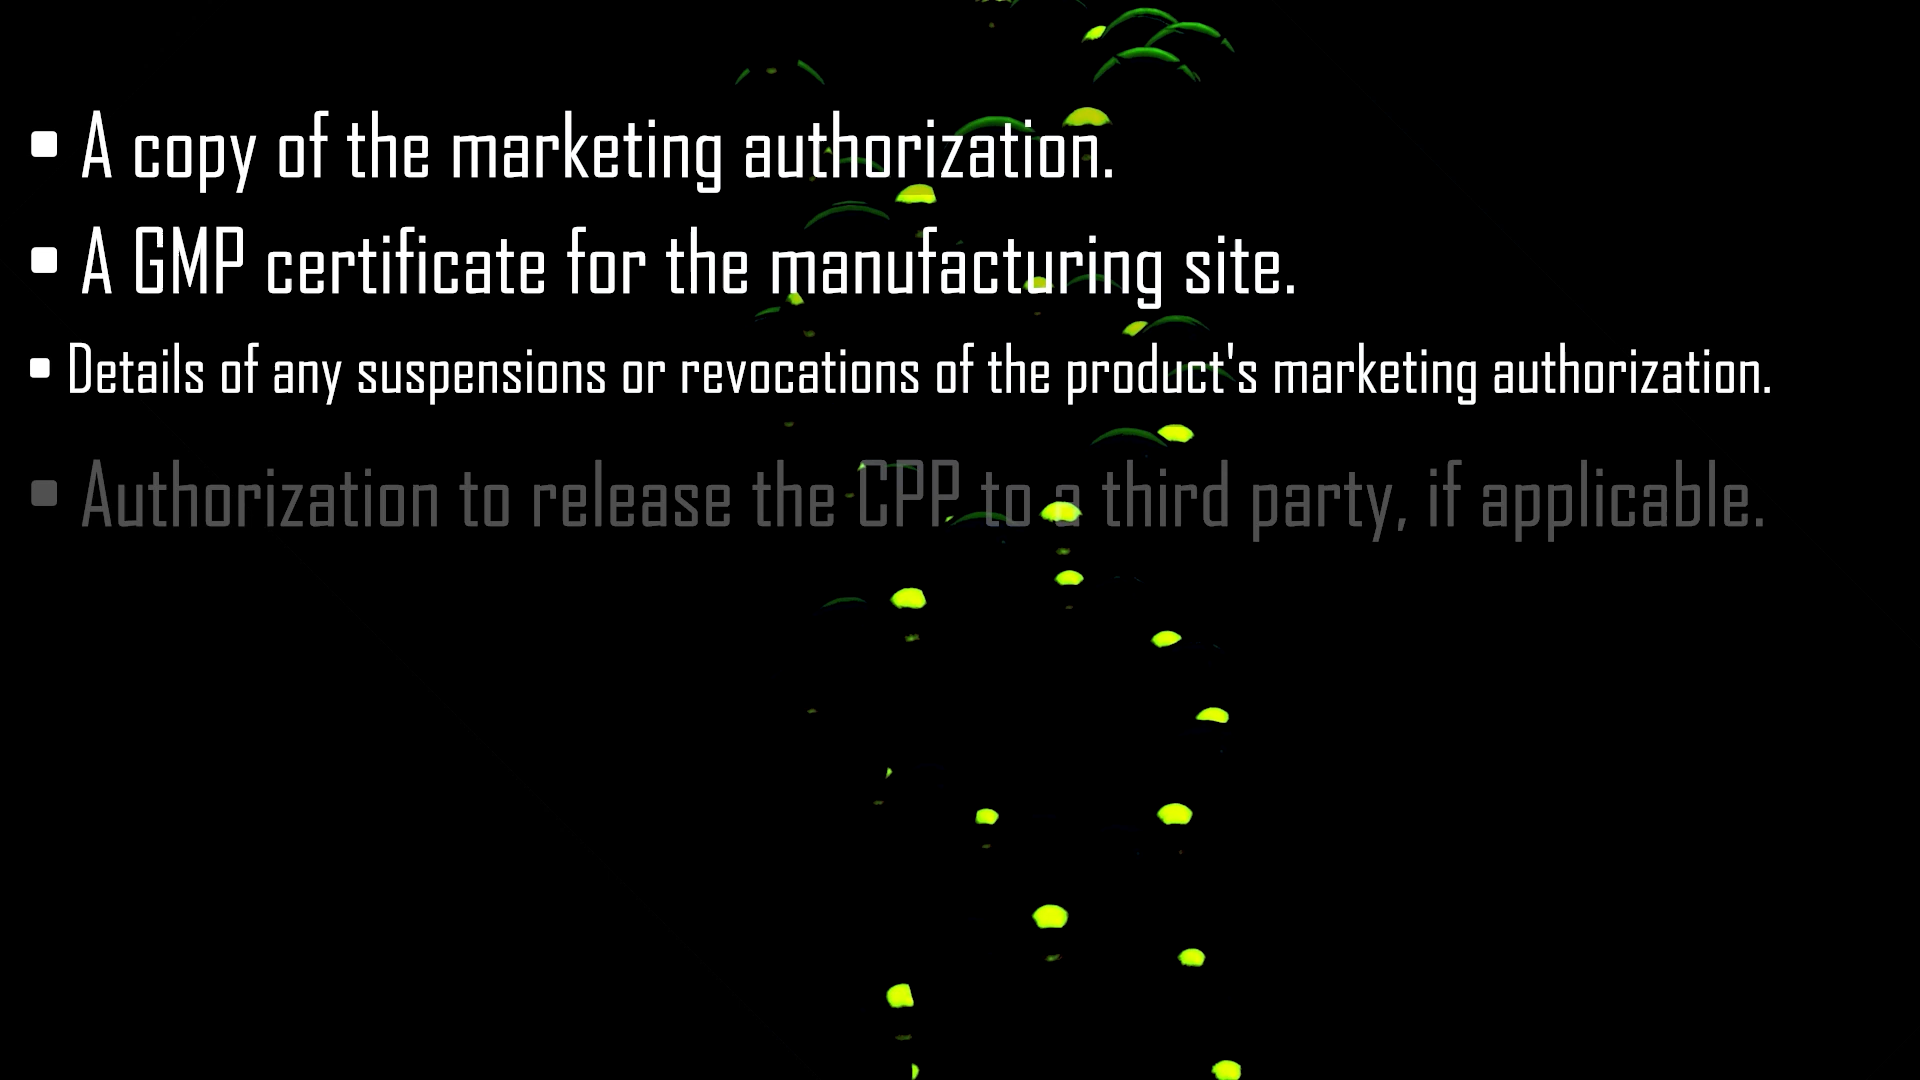 ▪ A copy of the marketing authorization.
▪ A GMP certificate for the manufacturing site.
▪ Details of any suspensions or revocations of the product's marketing authorization.
▪ Authorization to release the CPP to a third party, if applicable.